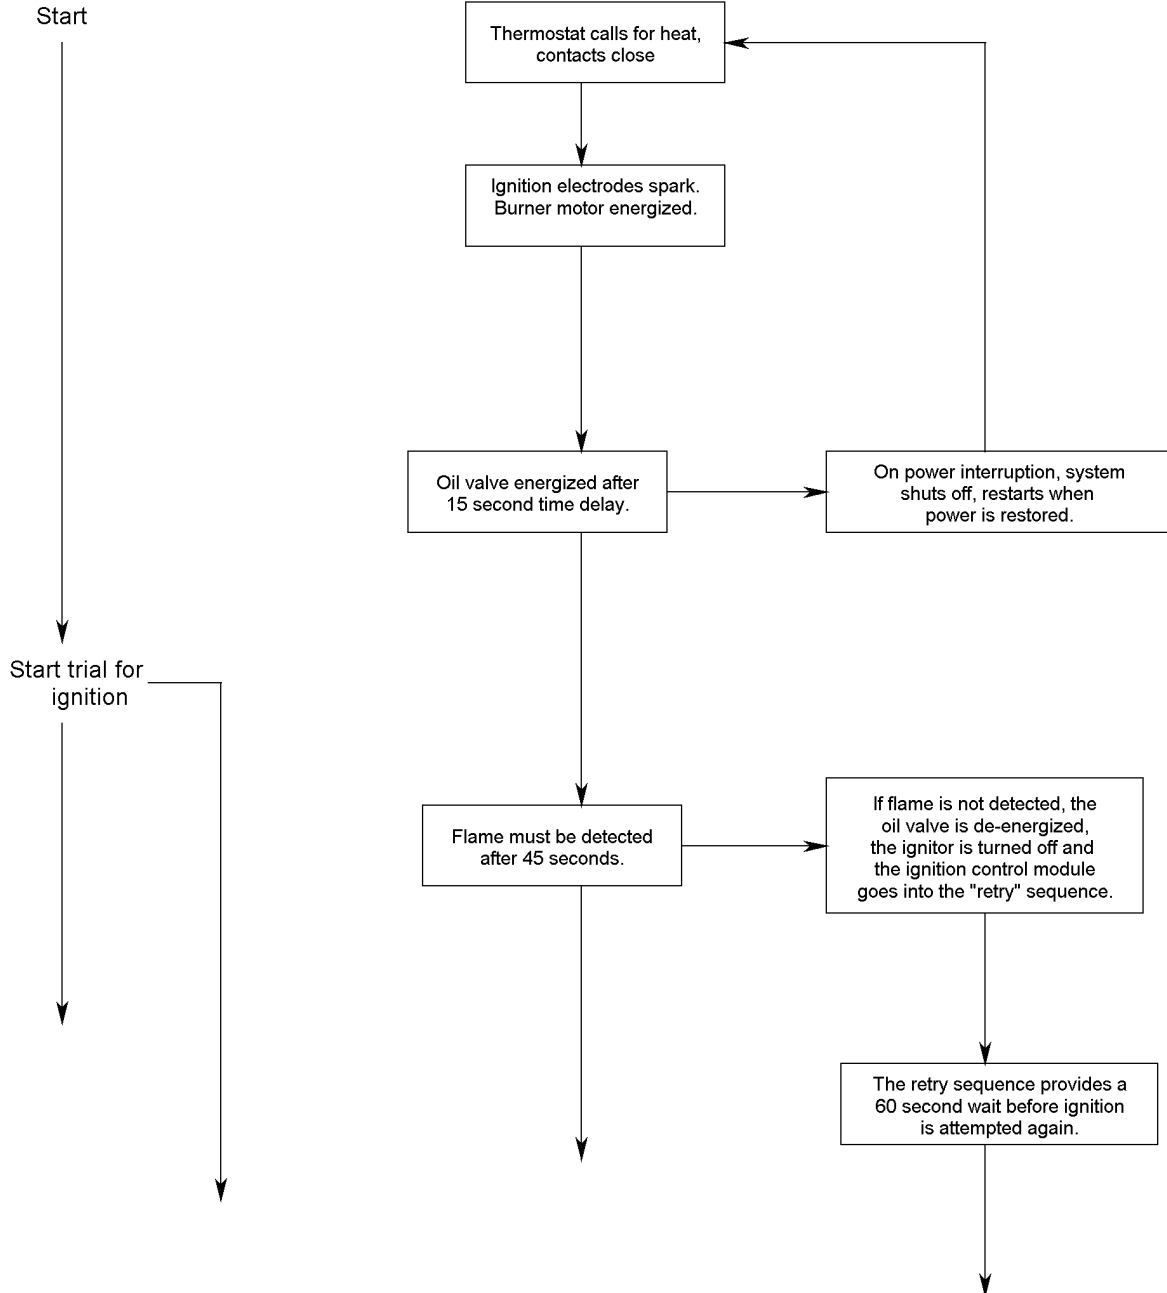 Start
Thermostat calls for heat,
contacts close
Ignition electrodes spark.
Burner motor energized.
Oil valve energized after
15 second time delay.
On power interruption, system
shuts off, restarts when
power is restored.
Start trial for
ignition
Flame must be detected
after 45 seconds.
If flame is not detected, the
oil valve is de-energized,
the ignitor is turned off and
the ignition control module
goes into the "retry" sequence.
The retry sequence provides a
60 second wait before ignition
is attempted again.